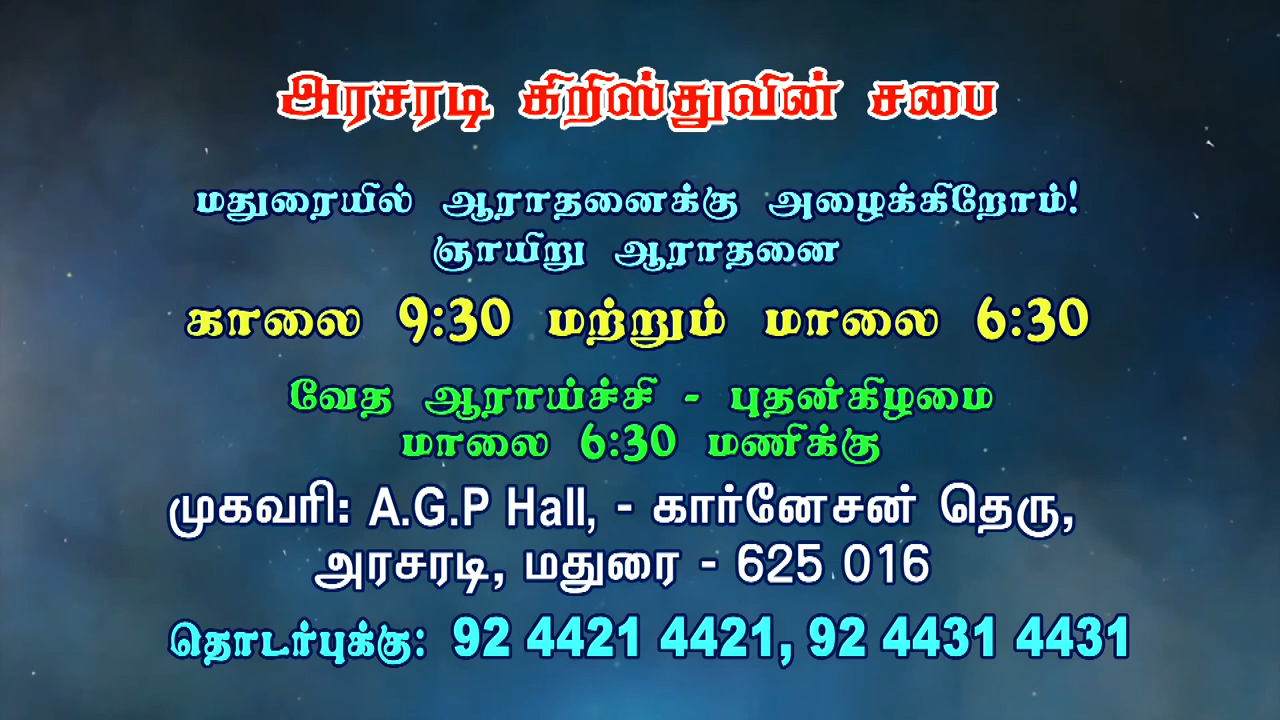 அரசரடி கிறிஸ்துவின் சபை
மதுரையில் ஆராதனைக்கு அழைக்கிறோம்!
ஞாயிறு ஆராதனை
காலை 9:30 மற்றும் மாலை 6:30
வேத ஆராய்ச்சி - புதன்கிழமை
மாலை 6:30 மணிக்கு
முகவரி: A.G.P Hall, - கார்னேசன் தெரு,
அரசரடி, மதுரை - 625 016
தொடர்புக்கு: 92 4421 4421, 92 4431 4431